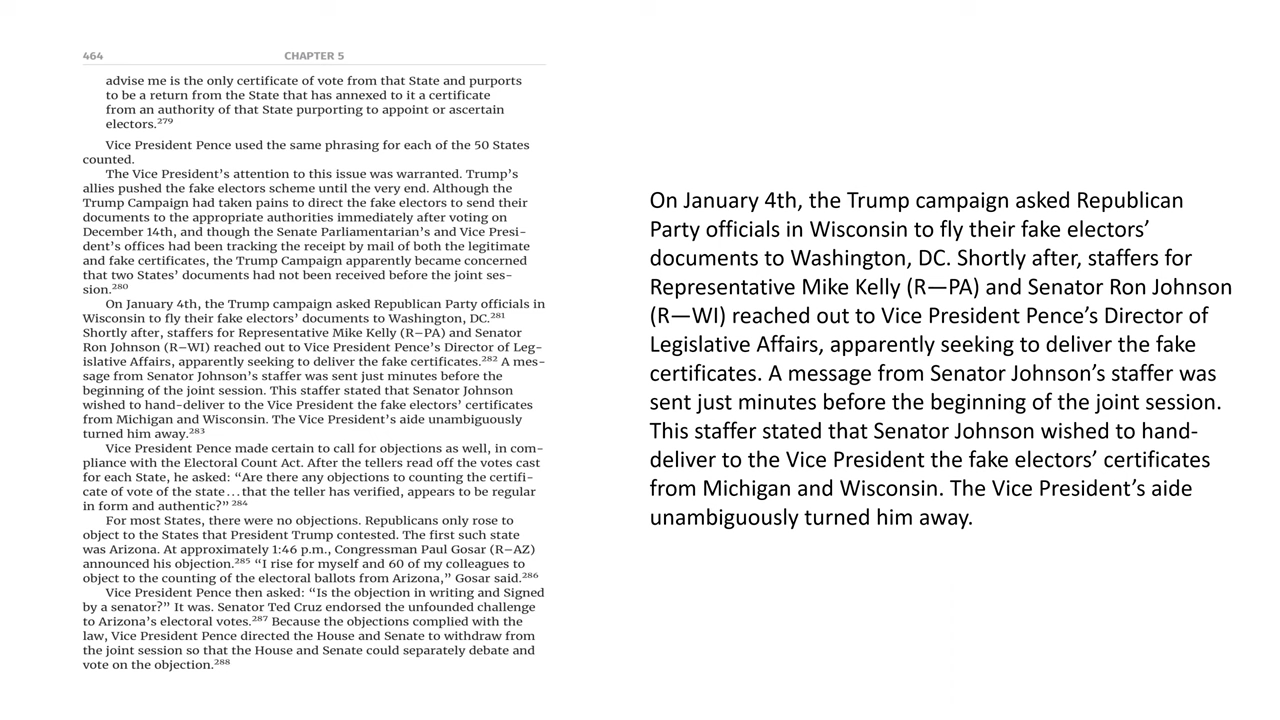 464 CHAPTER 5
advise me is the only certificate of vote from that State and purports
to be a return from the State that has annexed to it a certificate
from an authority of that State purporting to appoint or ascertain
electors.279
Vice President Pence used the same phrasing for each of the 50 States
counted.
The Vice President’s attention to this issue was warranted. Trump’s
allies pushed the fake electors scheme until the very end. Although the
Trump Campaign had taken pains to direct the fake electors to send their
documents to the appropriate authorities immediately after voting on
December 14th, and though the Senate Parliamentarian’s and Vice Presi-
dent’s offices had been tracking the receipt by mail of both the legitimate
and fake certificates, the Trump Campaign apparently became concerned
that two States’ documents had not been received before the joint ses-
sion.280
On January 4th, the Trump campaign asked Republican Party officials in
Wisconsin to fly their fake electors’ documents to Washington, DC.281
Shortly after, staffers for Representative Mike Kelly (R–PA) and Senator
Ron Johnson (R–WI) reached out to Vice President Pence’s Director of Leg-
islative Affairs, apparently seeking to deliver the fake certificates.282 A mes-
sage from Senator Johnson’s staffer was sent just minutes before the
beginning of the joint session. This staffer stated that Senator Johnson
wished to hand-deliver to the Vice President the fake electors’ certificates
from Michigan and Wisconsin. The Vice President’s aide unambiguously
turned him away.283
Vice President Pence made certain to call for objections as well, in com-
pliance with the Electoral Count Act. After the tellers read off the votes cast
for each State, he asked: “Are there any objections to counting the certifi-
cate of vote of the state . . . that the teller has verified, appears to be regular
in form and authentic?” 284
For most States, there were no objections. Republicans only rose to
object to the States that President Trump contested. The first such state
was Arizona. At approximately 1:46 p.m., Congressman Paul Gosar (R–AZ)
announced his objection.285 “I rise for myself and 60 of my colleagues to
object to the counting of the electoral ballots from Arizona,” Gosar said.286
Vice President Pence then asked: “Is the objection in writing and Signed
by a senator?” It was. Senator Ted Cruz endorsed the unfounded challenge
to Arizona’s electoral votes.287 Because the objections complied with the
law, Vice President Pence directed the House and Senate to withdraw from
the joint session so that the House and Senate could separately debate and
vote on the objection.288
On January 4th, the Trump campaign asked Republican
Party officials in Wisconsin to fly their fake electors’
documents to Washington, DC. Shortly after, staffers for
Representative Mike Kelly (R—PA) and Senator Ron Johnson
(R—WI) reached out to Vice President Pence’s Director of
Legislative Affairs, apparently seeking to deliver the fake
certificates. A message from Senator Johnson’s staffer was
sent just minutes before the beginning of the joint session.
This staffer stated that Senator Johnson wished to hand-
deliver to the Vice President the fake electors’ certificates
from Michigan and Wisconsin. The Vice President’s aide
unambiguously turned him away.